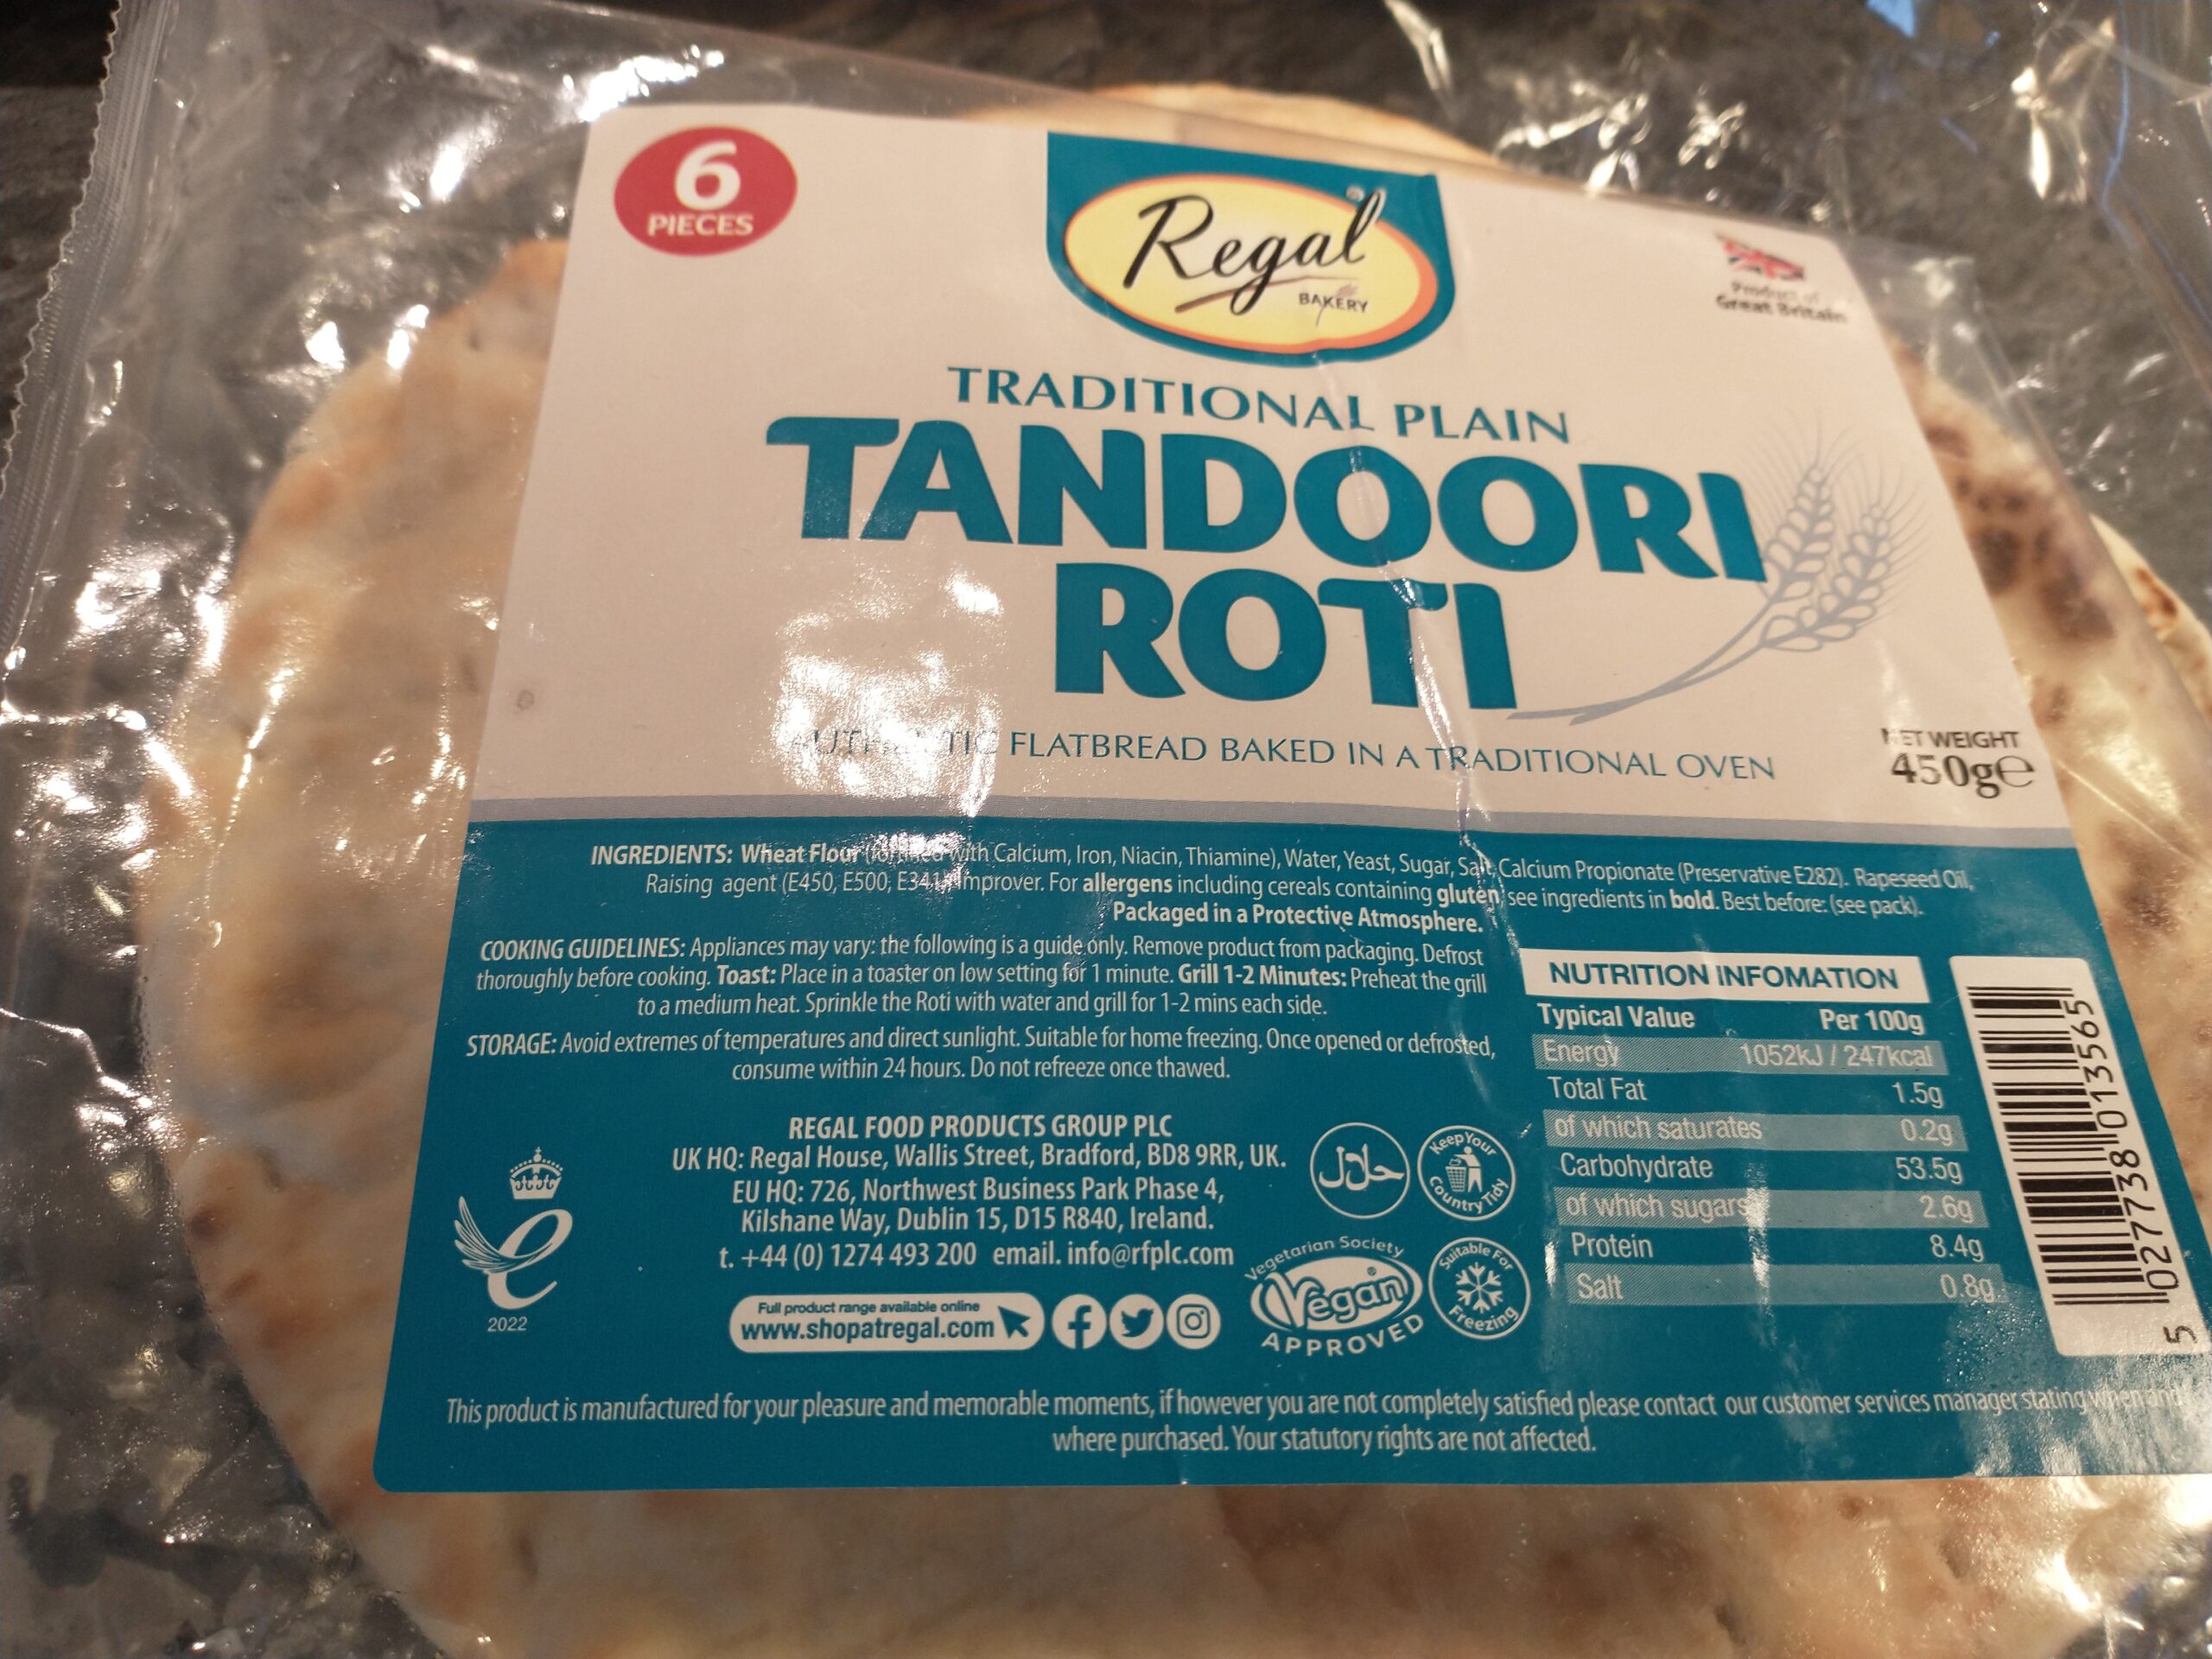 6
PIECES
Regal®
BAKERY
Product of
Great Britain
TRADITIONAL PLAIN
TANDOORI
ROTI
FLATBREAD BAKED IN A TRADITIONAL OVEN
NET WEIGHT
450g℮
INGREDIENTS: Wheat Flour with Calcium, Iron, Niacin, Thiamine), Water, Yeast, Sugar, Salt, Calcium Propionate (Preservative E282). Rapeseed Oil,
Raising agent (E450, E500, E341) Improver. For allergens including cereals containing gluten, see ingredients in bold. Best before: (see pack).
Packaged in a Protective Atmosphere.
COOKING GUIDELINES: Appliances may vary: the following is a guide only. Remove product from packaging. Defrost
thoroughly before cooking. Toast: Place in a toaster on low setting for 1 minute. Grill 1-2 Minutes: Preheat the grill
to a medium heat. Sprinkle the Roti with water and grill for 1-2 mins each side.
STORAGE: Avoid extremes of temperatures and direct sunlight. Suitable for home freezing. Once opened or defrosted,
consume within 24 hours. Do not refreeze once thawed.
REGAL FOOD PRODUCTS GROUP PLC
UK HQ: Regal House, Wallis Street, Bradford, BD8 9RR, UK.
EU HQ: 726, Northwest Business Park Phase 4,
Kilshane Way, Dublin 15, D15 R840, Ireland.
t. +44 (0) 1274 493 200 email. info@rfplc.com
Full product range available online
www.shopatregal.com
e
2022
حلال
Keep Your
Country Tidy
Vegetarian Society
Vegan®
APPROVED
Suitable For
Freezing
NUTRITION INFOMATION
Typical Value Per 100g
Energy 1052kJ / 247kcal
Total Fat 1.5g
of which saturates 0.2g
Carbohydrate 53.5g
of which sugars 2.6g
Protein 8.4g
Salt 0.8g
5 027738 013565
This product is manufactured for your pleasure and memorable moments, if however you are not completely satisfied please contact our customer services manager stating when and
where purchased. Your statutory rights are not affected.